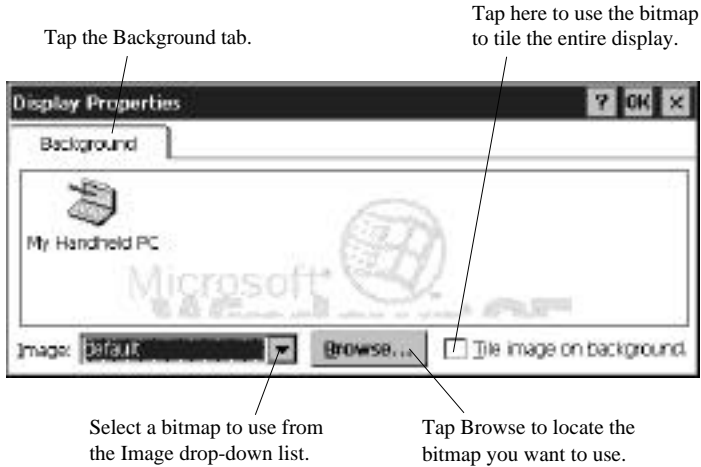 Tap here to use the bitmap
to tile the entire display.
Tap the Background tab.
Display Properties
? OK ×
Background
My Handheld PC
Microsoft
Image: default Browse... Tile image on background.
Select a bitmap to use from
the Image drop-down list.
Tap Browse to locate the
bitmap you want to use.